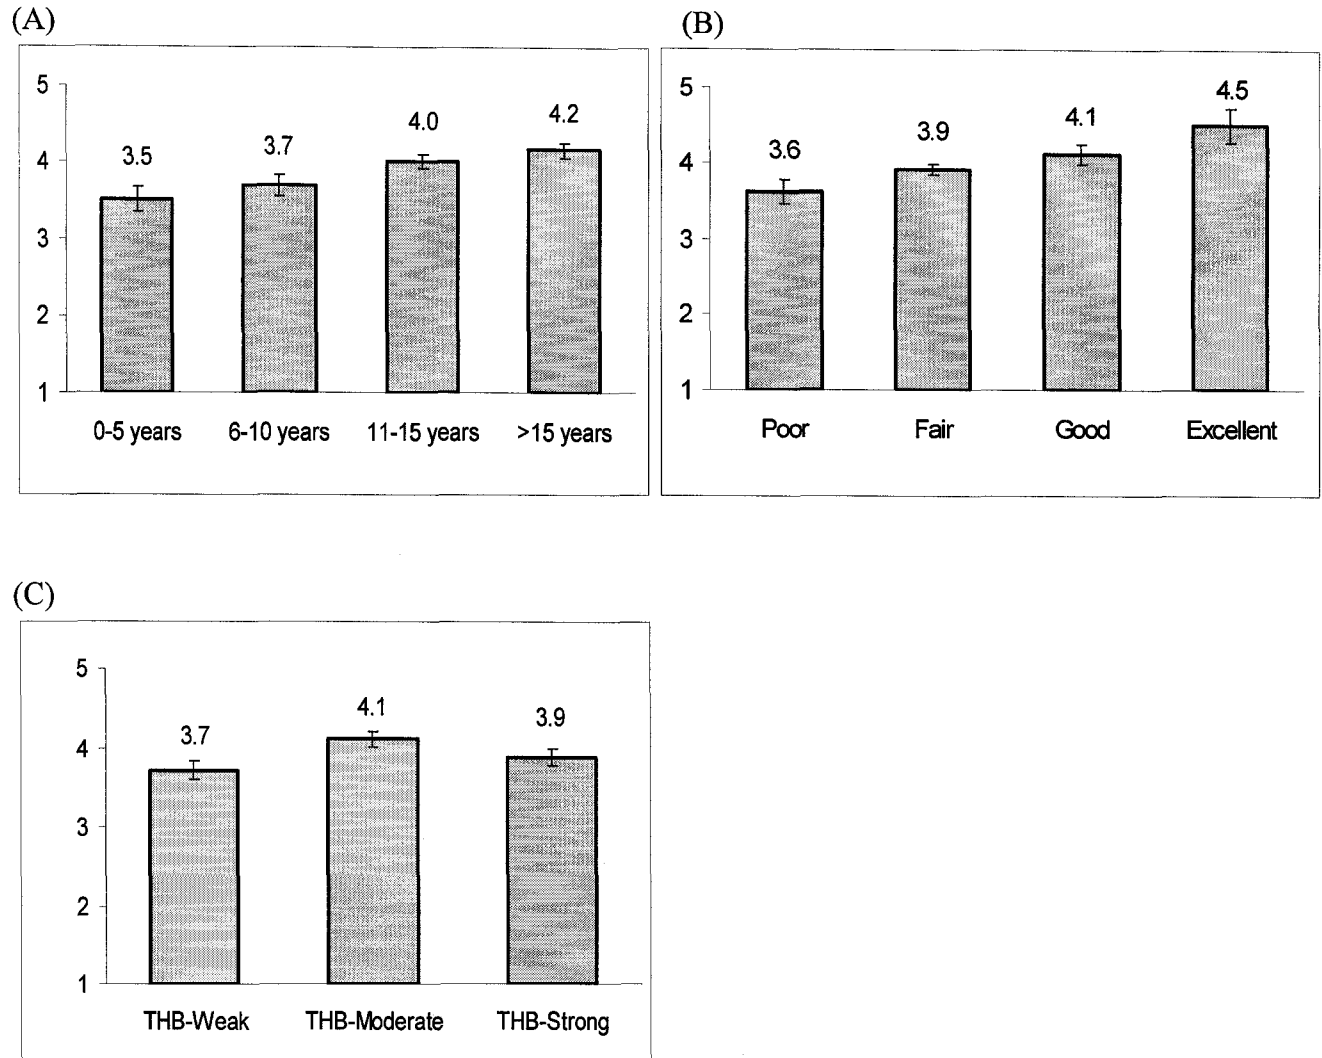 (A)
(B)
5
4
3
2
1
3.5
3.7
4.0
4.2
0-5 years
6-10 years
11-15 years
>15 years
5
4
3
2
1
3.6
3.9
4.1
4.5
Poor
Fair
Good
Excellent
(C)
5
4
3
2
1
3.7
4.1
3.9
THB-Weak
THB-Moderate
THB-Strong